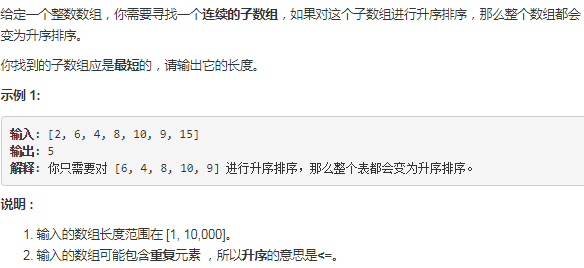 给定一个整数数组，你需要寻找一个连续的子数组，如果对这个子数组进行升序排序，那么整个数组都会
变为升序排序。
你找到的子数组应是最短的，请输出它的长度。
示例 1:
输入: [2, 6, 4, 8, 10, 9, 15]
输出: 5
解释: 你只需要对 [6, 4, 8, 10, 9] 进行升序排序，那么整个表都会变为升序排序。
说明 :
1. 输入的数组长度范围在 [1, 10,000]。
2. 输入的数组可能包含重复元素 ，所以升序的意思是<=。